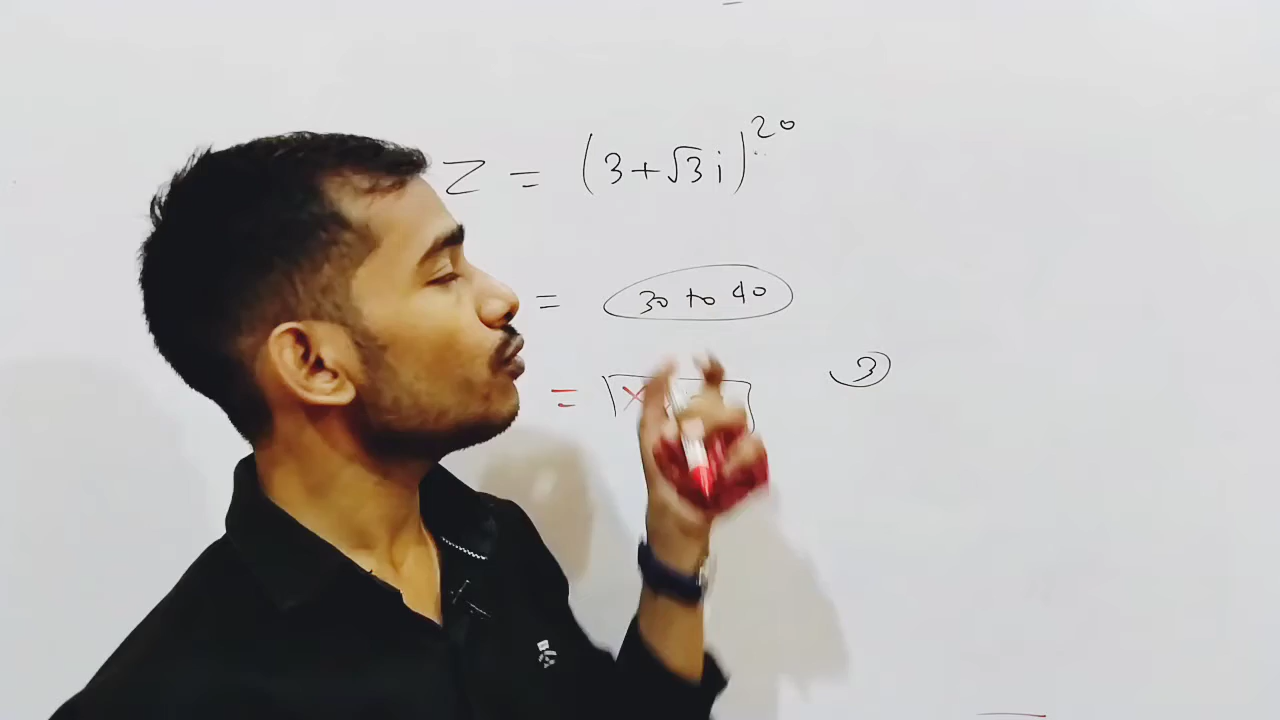 Z = (3+√3i)^20
= 30 to 40
3
= x